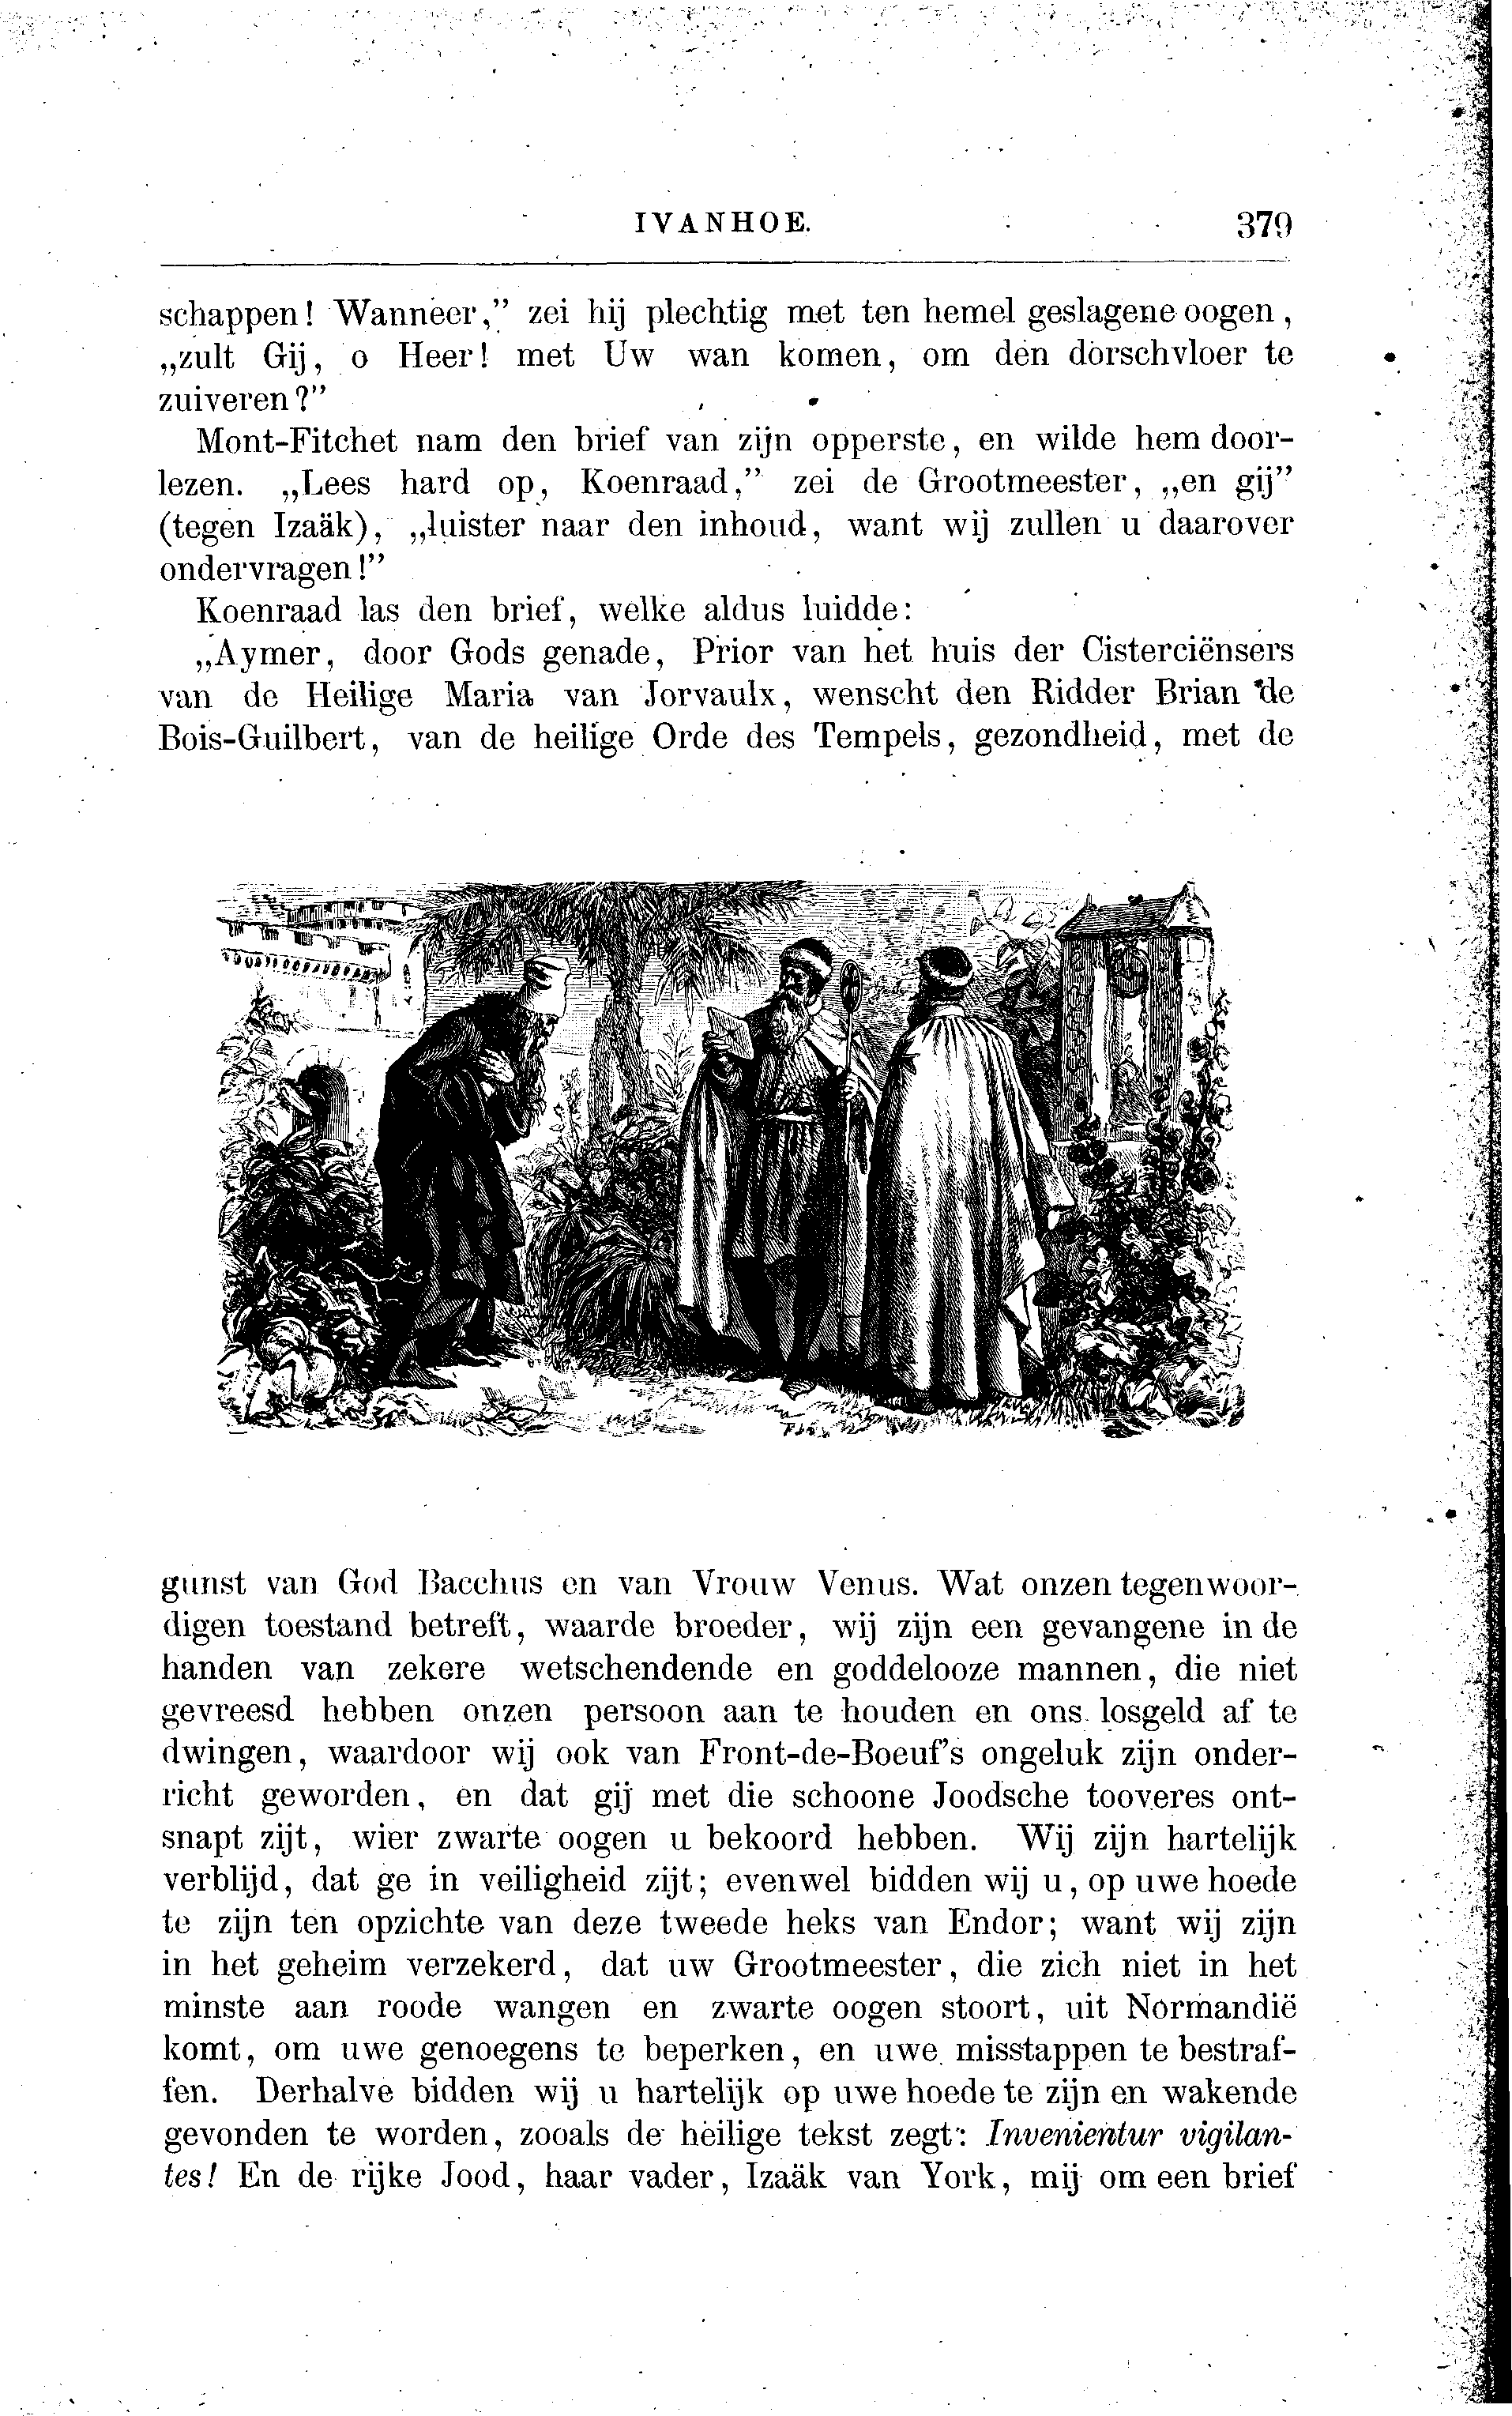 IVANHOE. 379
schappen! Wanneer,” zei hij plechtig met ten hemel geslagene oogen,
„zult Gij, o Heer! met Uw wan komen, om den dorschvloer te
zuiveren?”
Mont-Fitchet nam den brief van zijn opperste, en wilde hem door-
lezen. „Lees hard op, Koenraad,” zei de Grootmeester, „en gij”
(tegen Izaäk), „luister naar den inhoud, want wij zullen u daarover
ondervragen!”
Koenraad las den brief, welke aldus luidde:
„Aymer, door Gods genade, Prior van het huis der Cisterciënsers
van de Heilige Maria van Jorvaulx, wenscht den Ridder Brian de
Bois-Guilbert, van de heilige Orde des Tempels, gezondheid, met de
gunst van God Bacchus en van Vrouw Venus. Wat onzen tegenwoor-
digen toestand betreft, waarde broeder, wij zijn een gevangene in de
handen van zekere wetschendende en goddelooze mannen, die niet
gevreesd hebben onzen persoon aan te houden en ons losgeld af te
dwingen, waardoor wij ook van Front-de-Boeuf's ongeluk zijn onder-
richt geworden, en dat gij met die schoone Joodsche tooveres ont-
snapt zijt, wier zwarte oogen u bekoord hebben. Wij zijn hartelijk
verblijd, dat ge in veiligheid zijt; evenwel bidden wij u, op uwe hoede
te zijn ten opzichte van deze tweede heks van Endor; want wij zijn
in het geheim verzekerd, dat uw Grootmeester, die zich niet in het
minste aan roode wangen en zwarte oogen stoort, uit Normandië
komt, om uwe genoegens te beperken, en uwe misstappen te bestraf-
fen. Derhalve bidden wij u hartelijk op uwe hoede te zijn en wakende
gevonden te worden, zooals de heilige tekst zegt: Invenientur vigilan-
tes! En de rijke Jood, haar vader, Izaäk van York, mij om een brief